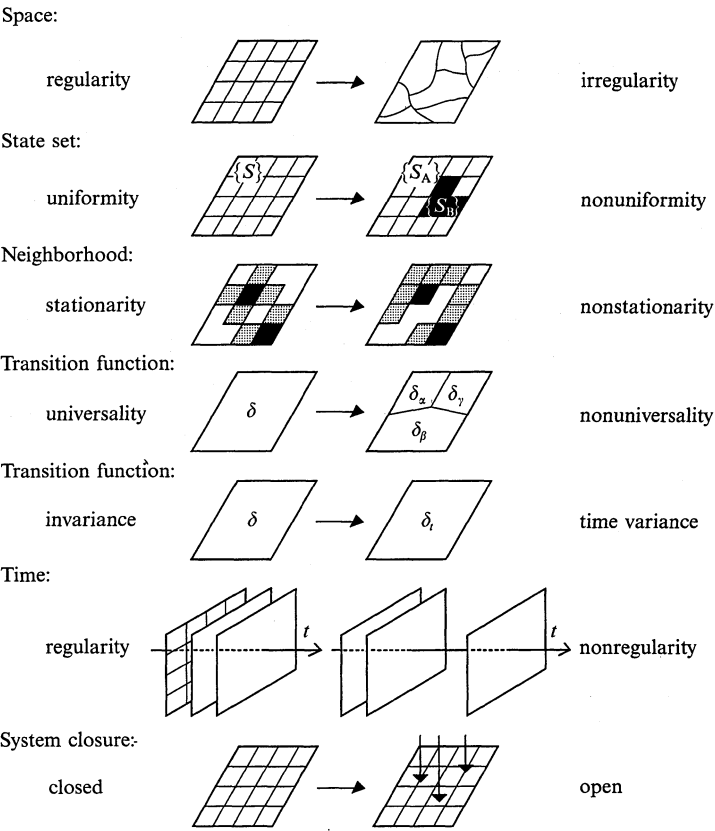 Space:
regularity
irregularity
State set:
{S}
{S_A}
uniformity
{S_B}
nonuniformity
Neighborhood:
stationarity
nonstationarity
Transition function:
universality
δ
δ_α δ_γ
δ_β
nonuniversality
Transition function:
invariance
δ
δ_t
time variance
Time:
regularity
t
t
nonregularity
System closure:
closed
open